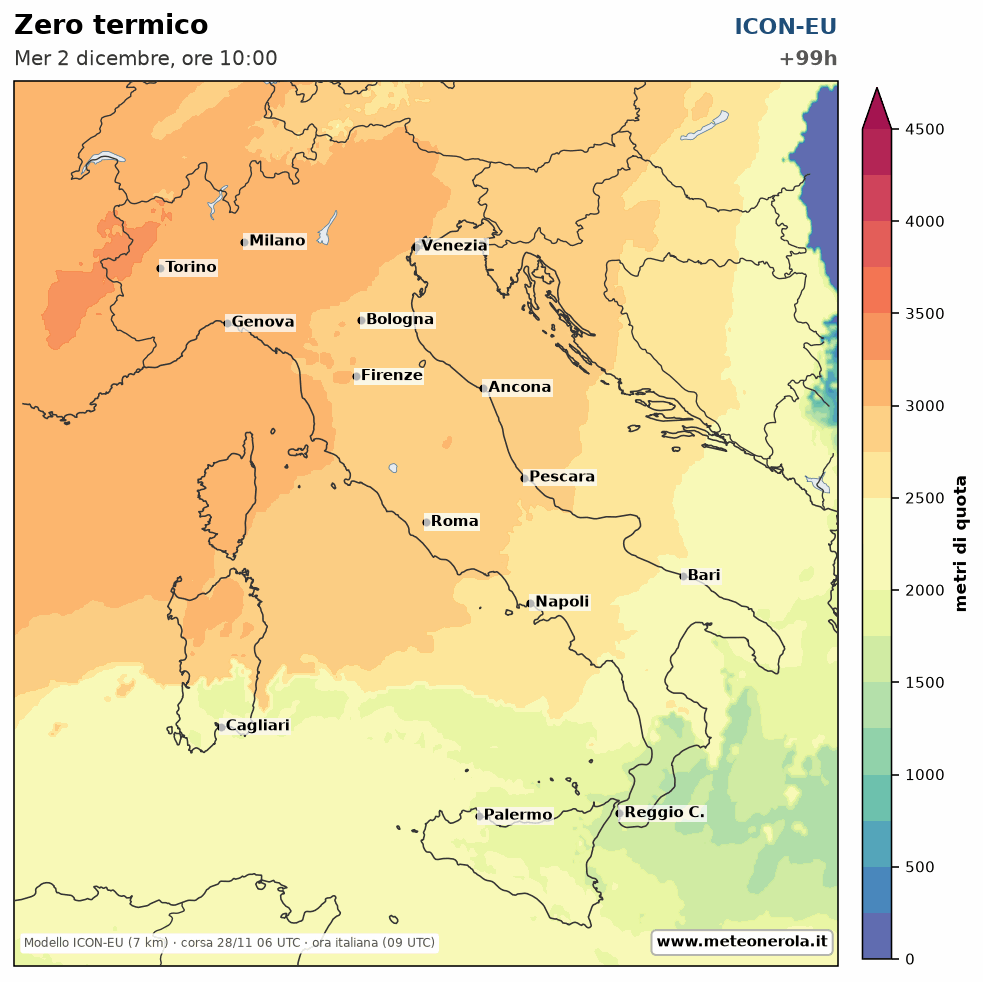 Zero termico
ICON-EU
Mer 2 dicembre, ore 10:00
+99h
4500
4000
3500
3000
2500
2000
1500
1000
500
0
metri di quota
Milano
Venezia
Torino
Genova
Bologna
Firenze
Ancona
Pescara
Roma
Bari
Napoli
Cagliari
Palermo
Reggio C.
Modello ICON-EU (7 km) · corsa 28/11 06 UTC · ora italiana (09 UTC)
www.meteonerola.it